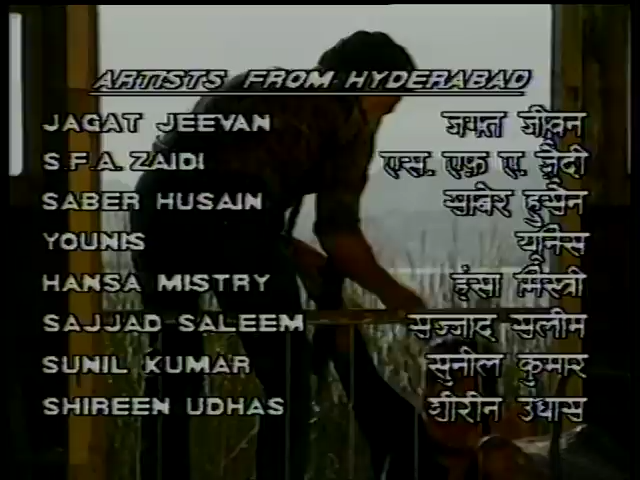 ARTISTS FROM HYDERABAD
JAGAT JEEVAN जगत जीवन
S.F.A. ZAIDI एस. एफ़ ए. ज़ैदी
SABER HUSAIN साबिर हुसैन
YOUNIS यूनिस
HANSA MISTRY हंसा मिस्त्री
SAJJAD SALEEM सज्जाद सलीम
SUNIL KUMAR सुनील कुमार
SHIREEN UDHAS शीरीन उधास